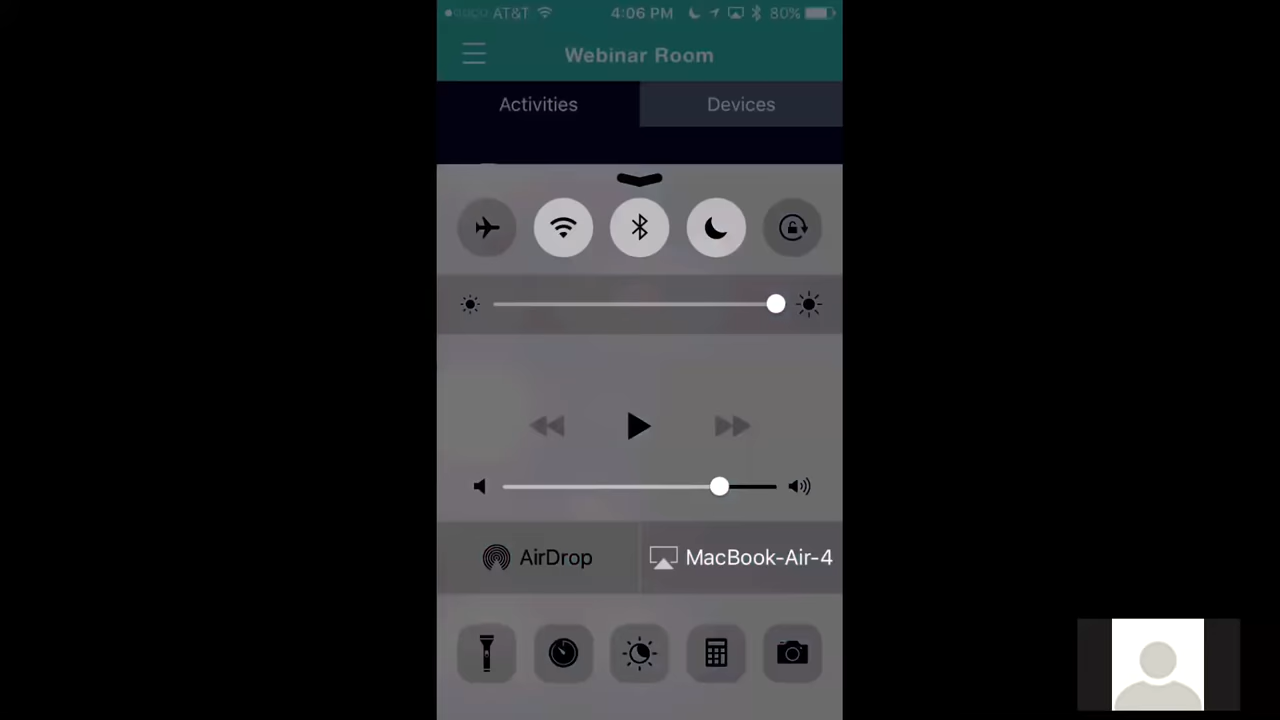 AT&T 4:06 PM 80%
Webinar Room
Activities Devices
AirDrop MacBook-Air-4